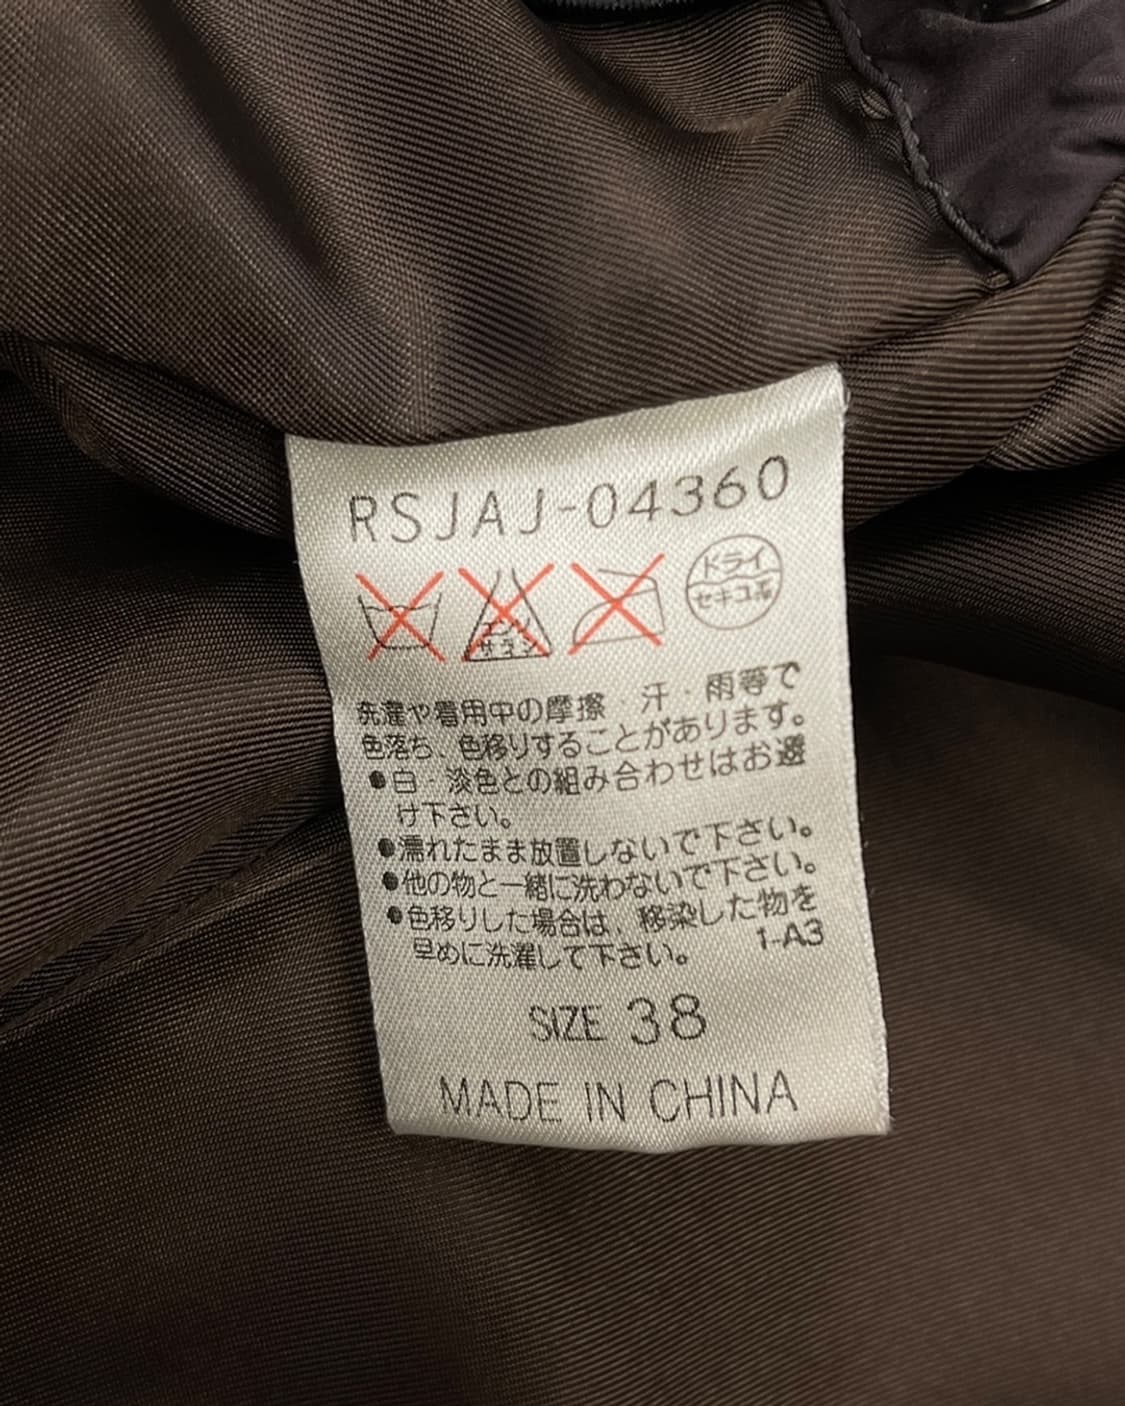 RSJAJ-04360
エンソ
サラシ
ドライ
セキユ系
洗濯や着用中の摩擦・汗・雨等で
色落ち、色移りすることがあります。
●白・淡色との組み合わせはお避
け下さい。
●濡れたまま放置しないで下さい。
●他の物と一緒に洗わないで下さい。
●色移りした場合は、移染した物を
早めに洗濯して下さい。
1-A3
SIZE 38
MADE IN CHINA